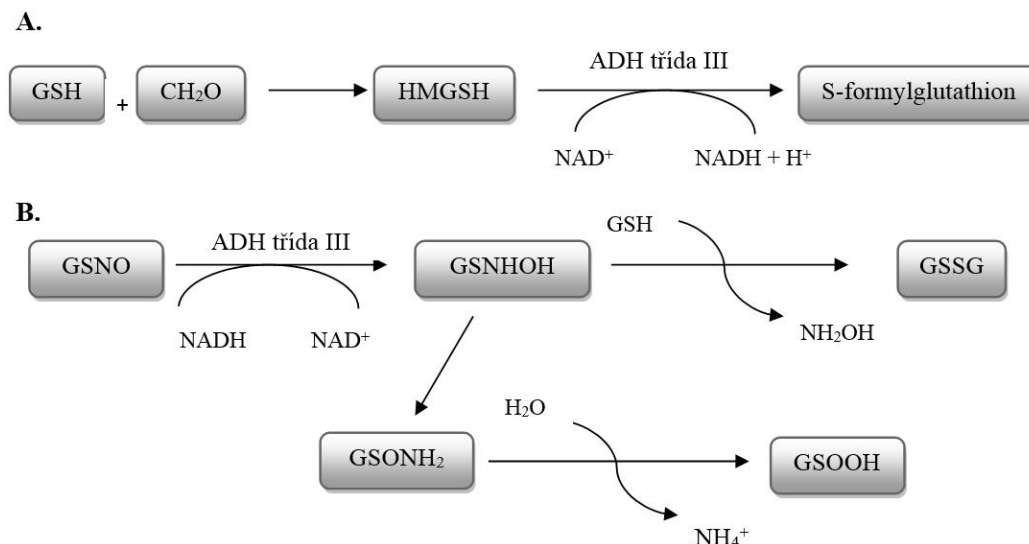 A.
ADH třída III
GSH + CH₂O HMGSH S-formylglutathion
NAD⁺ NADH + H⁺
B.
GSH
ADH třída III
GSNO GSNHOH GSSG
NADH NAD⁺ NH₂OH
H₂O
GSONH₂ GSOOH
NH₄⁺